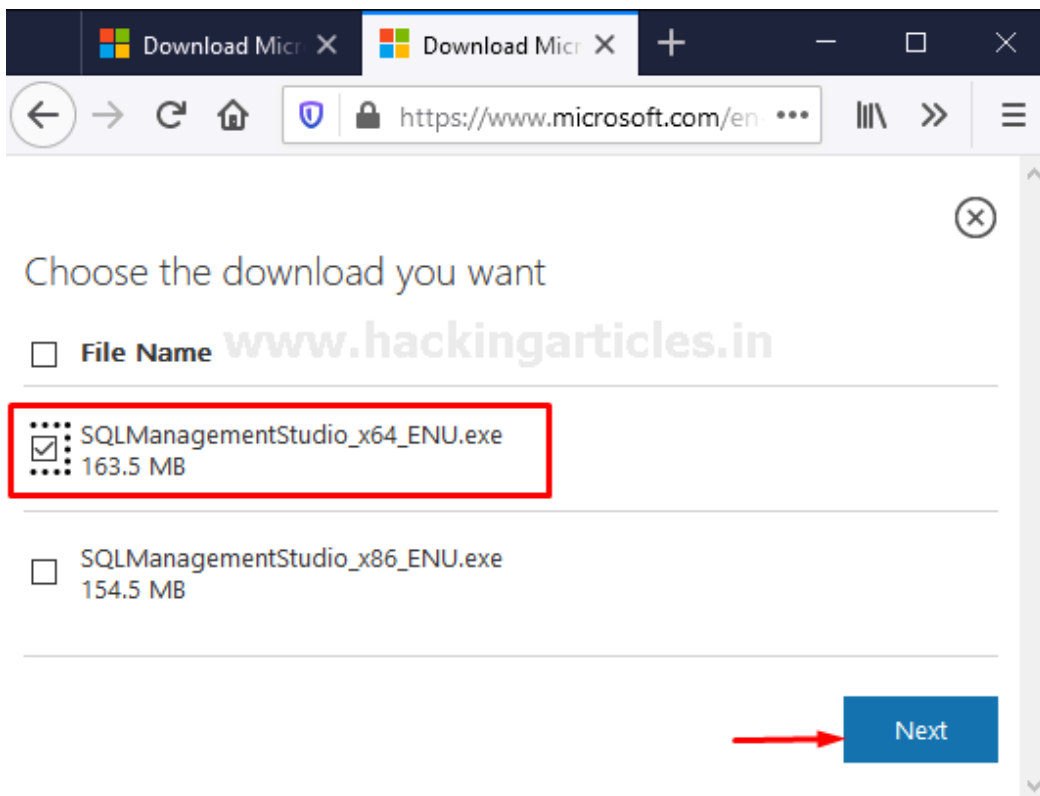 Download Micr
Download Micr
https://www.microsoft.com/en
Choose the download you want
File Name
www.hackingarticles.in
SQLManagementStudio_x64_ENU.exe
163.5 MB
SQLManagementStudio_x86_ENU.exe
154.5 MB
Next